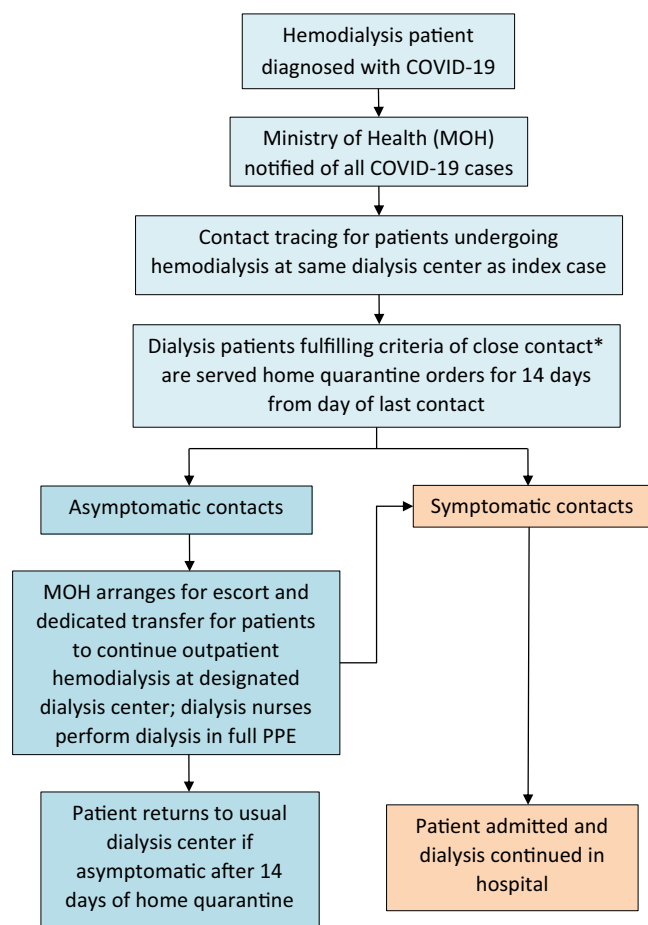 Hemodialysis patient
diagnosed with COVID-19
Ministry of Health (MOH)
notified of all COVID-19 cases
Contact tracing for patients undergoing
hemodialysis at same dialysis center as index case
Dialysis patients fulfilling criteria of close contact*
are served home quarantine orders for 14 days
from day of last contact
Asymptomatic contacts
Symptomatic contacts
MOH arranges for escort and
dedicated transfer for patients
to continue outpatient
hemodialysis at designated
dialysis center; dialysis nurses
perform dialysis in full PPE
Patient returns to usual
dialysis center if
asymptomatic after 14
days of home quarantine
Patient admitted and
dialysis continued in
hospital